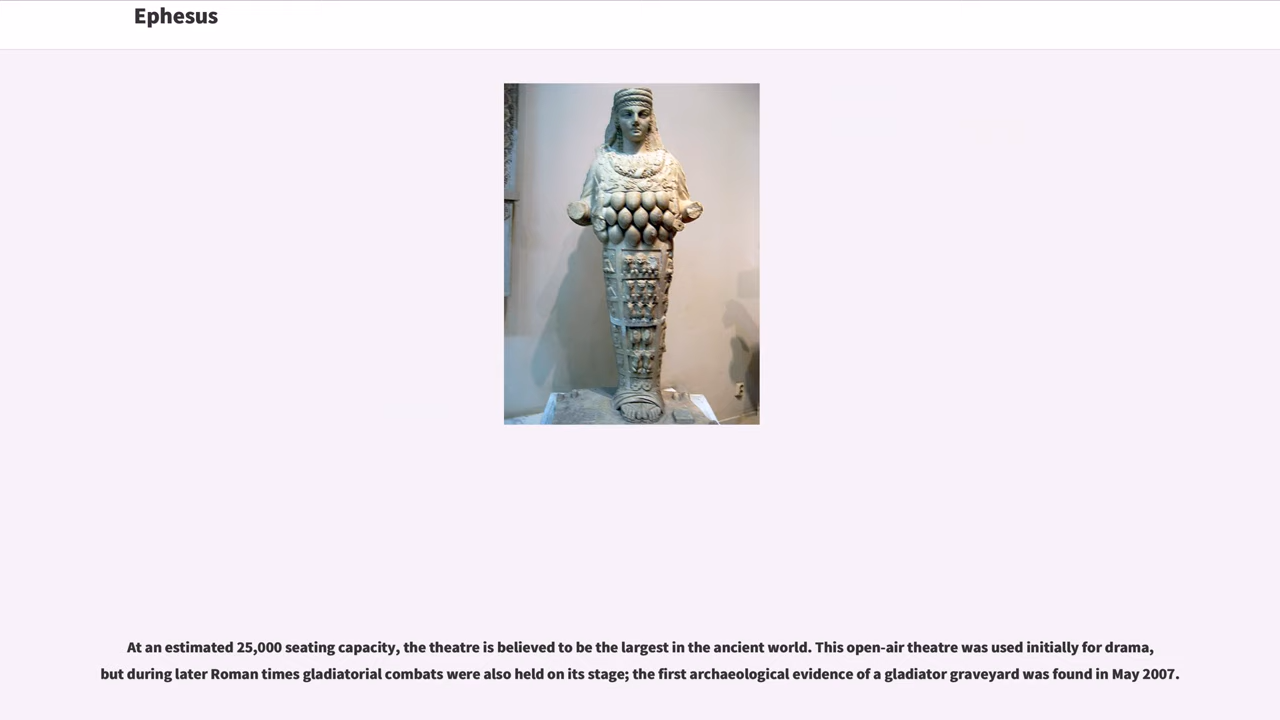 Ephesus
At an estimated 25,000 seating capacity, the theatre is believed to be the largest in the ancient world. This open-air theatre was used initially for drama,
but during later Roman times gladiatorial combats were also held on its stage; the first archaeological evidence of a gladiator graveyard was found in May 2007.